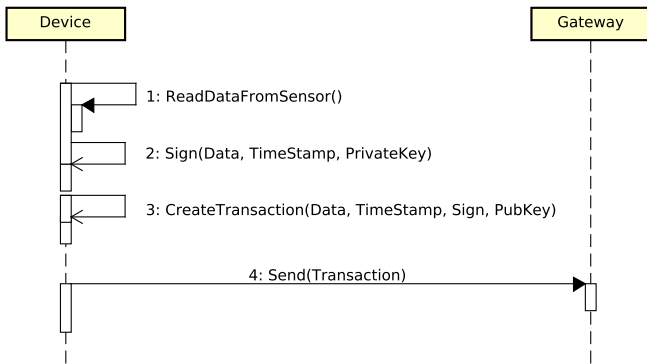 Device
Gateway
1: ReadDataFromSensor()
2: Sign(Data, TimeStamp, PrivateKey)
3: CreateTransaction(Data, TimeStamp, Sign, PubKey)
4: Send(Transaction)